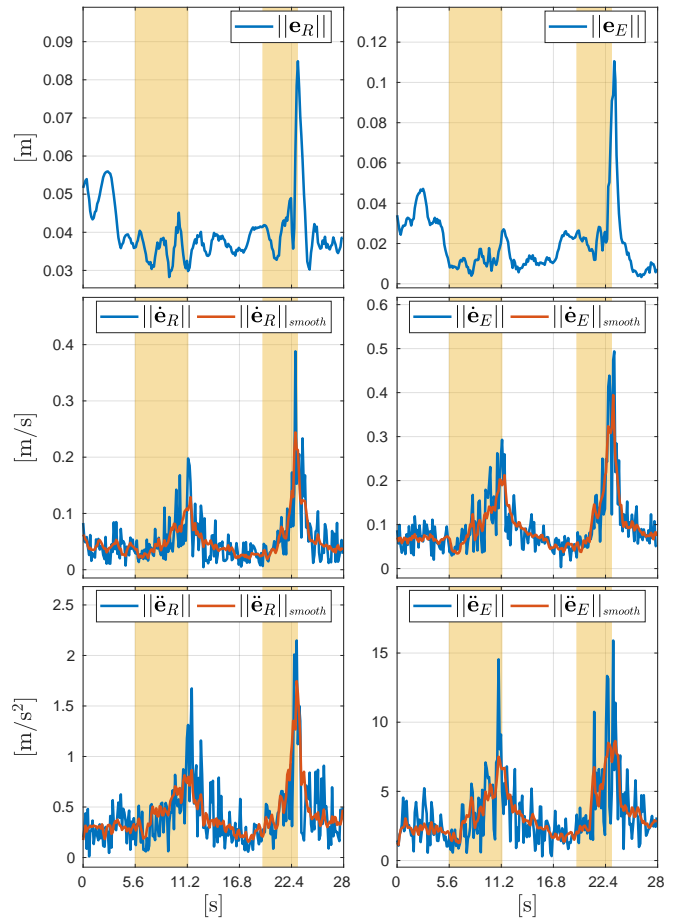 ||e_R||
||e_E||
0.09
0.08
0.07
0.06
0.05
0.04
0.03
[m]
0.12
0.1
0.08
0.06
0.04
0.02
0
||ė_R|| ||ė_R||_smooth
||ė_E|| ||ė_E||_smooth
0.4
0.3
0.2
0.1
0
[m/s]
0.6
0.5
0.4
0.3
0.2
0.1
0
||ë_R|| ||ë_R||_smooth
||ë_E|| ||ë_E||_smooth
2.5
2
1.5
1
0.5
0
[m/s²]
15
10
5
0
0 5.6 11.2 16.8 22.4 28
0 5.6 11.2 16.8 22.4 28
[s]
[s]